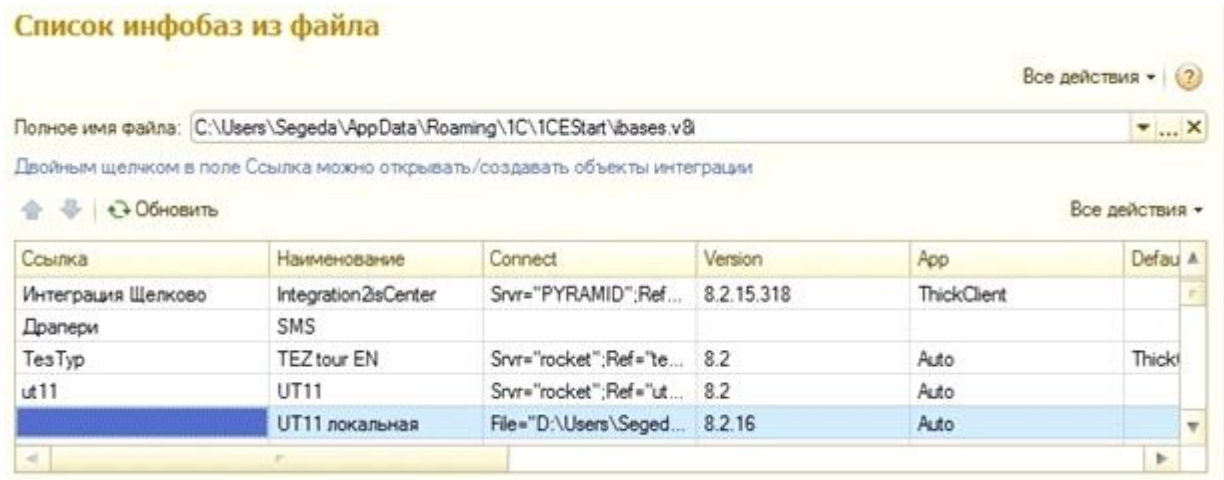 Список инфобаз из файла
Все действия
Полное имя файла: C:\Users\Segeda\AppData\Roaming\1C\1CEStart\ibases.v8i
Двойным щелчком в поле Ссылка можно открывать/создавать объекты интеграции
Обновить Все действия
Ссылка Наименование Connect Version App Defau
Интеграция Щелково Integration2isCenter Srvr="PYRAMID";Ref... 8.2.15.318 ThickClient
Драпери SMS
ТезТур TEZ tour EN Srvr="rocket";Ref="te... 8.2 Auto Thick
ut11 UT11 Srvr="rocket";Ref="ut... 8.2 Auto
UT11 локальная File="D:\Users\Seged... 8.2.16 Auto